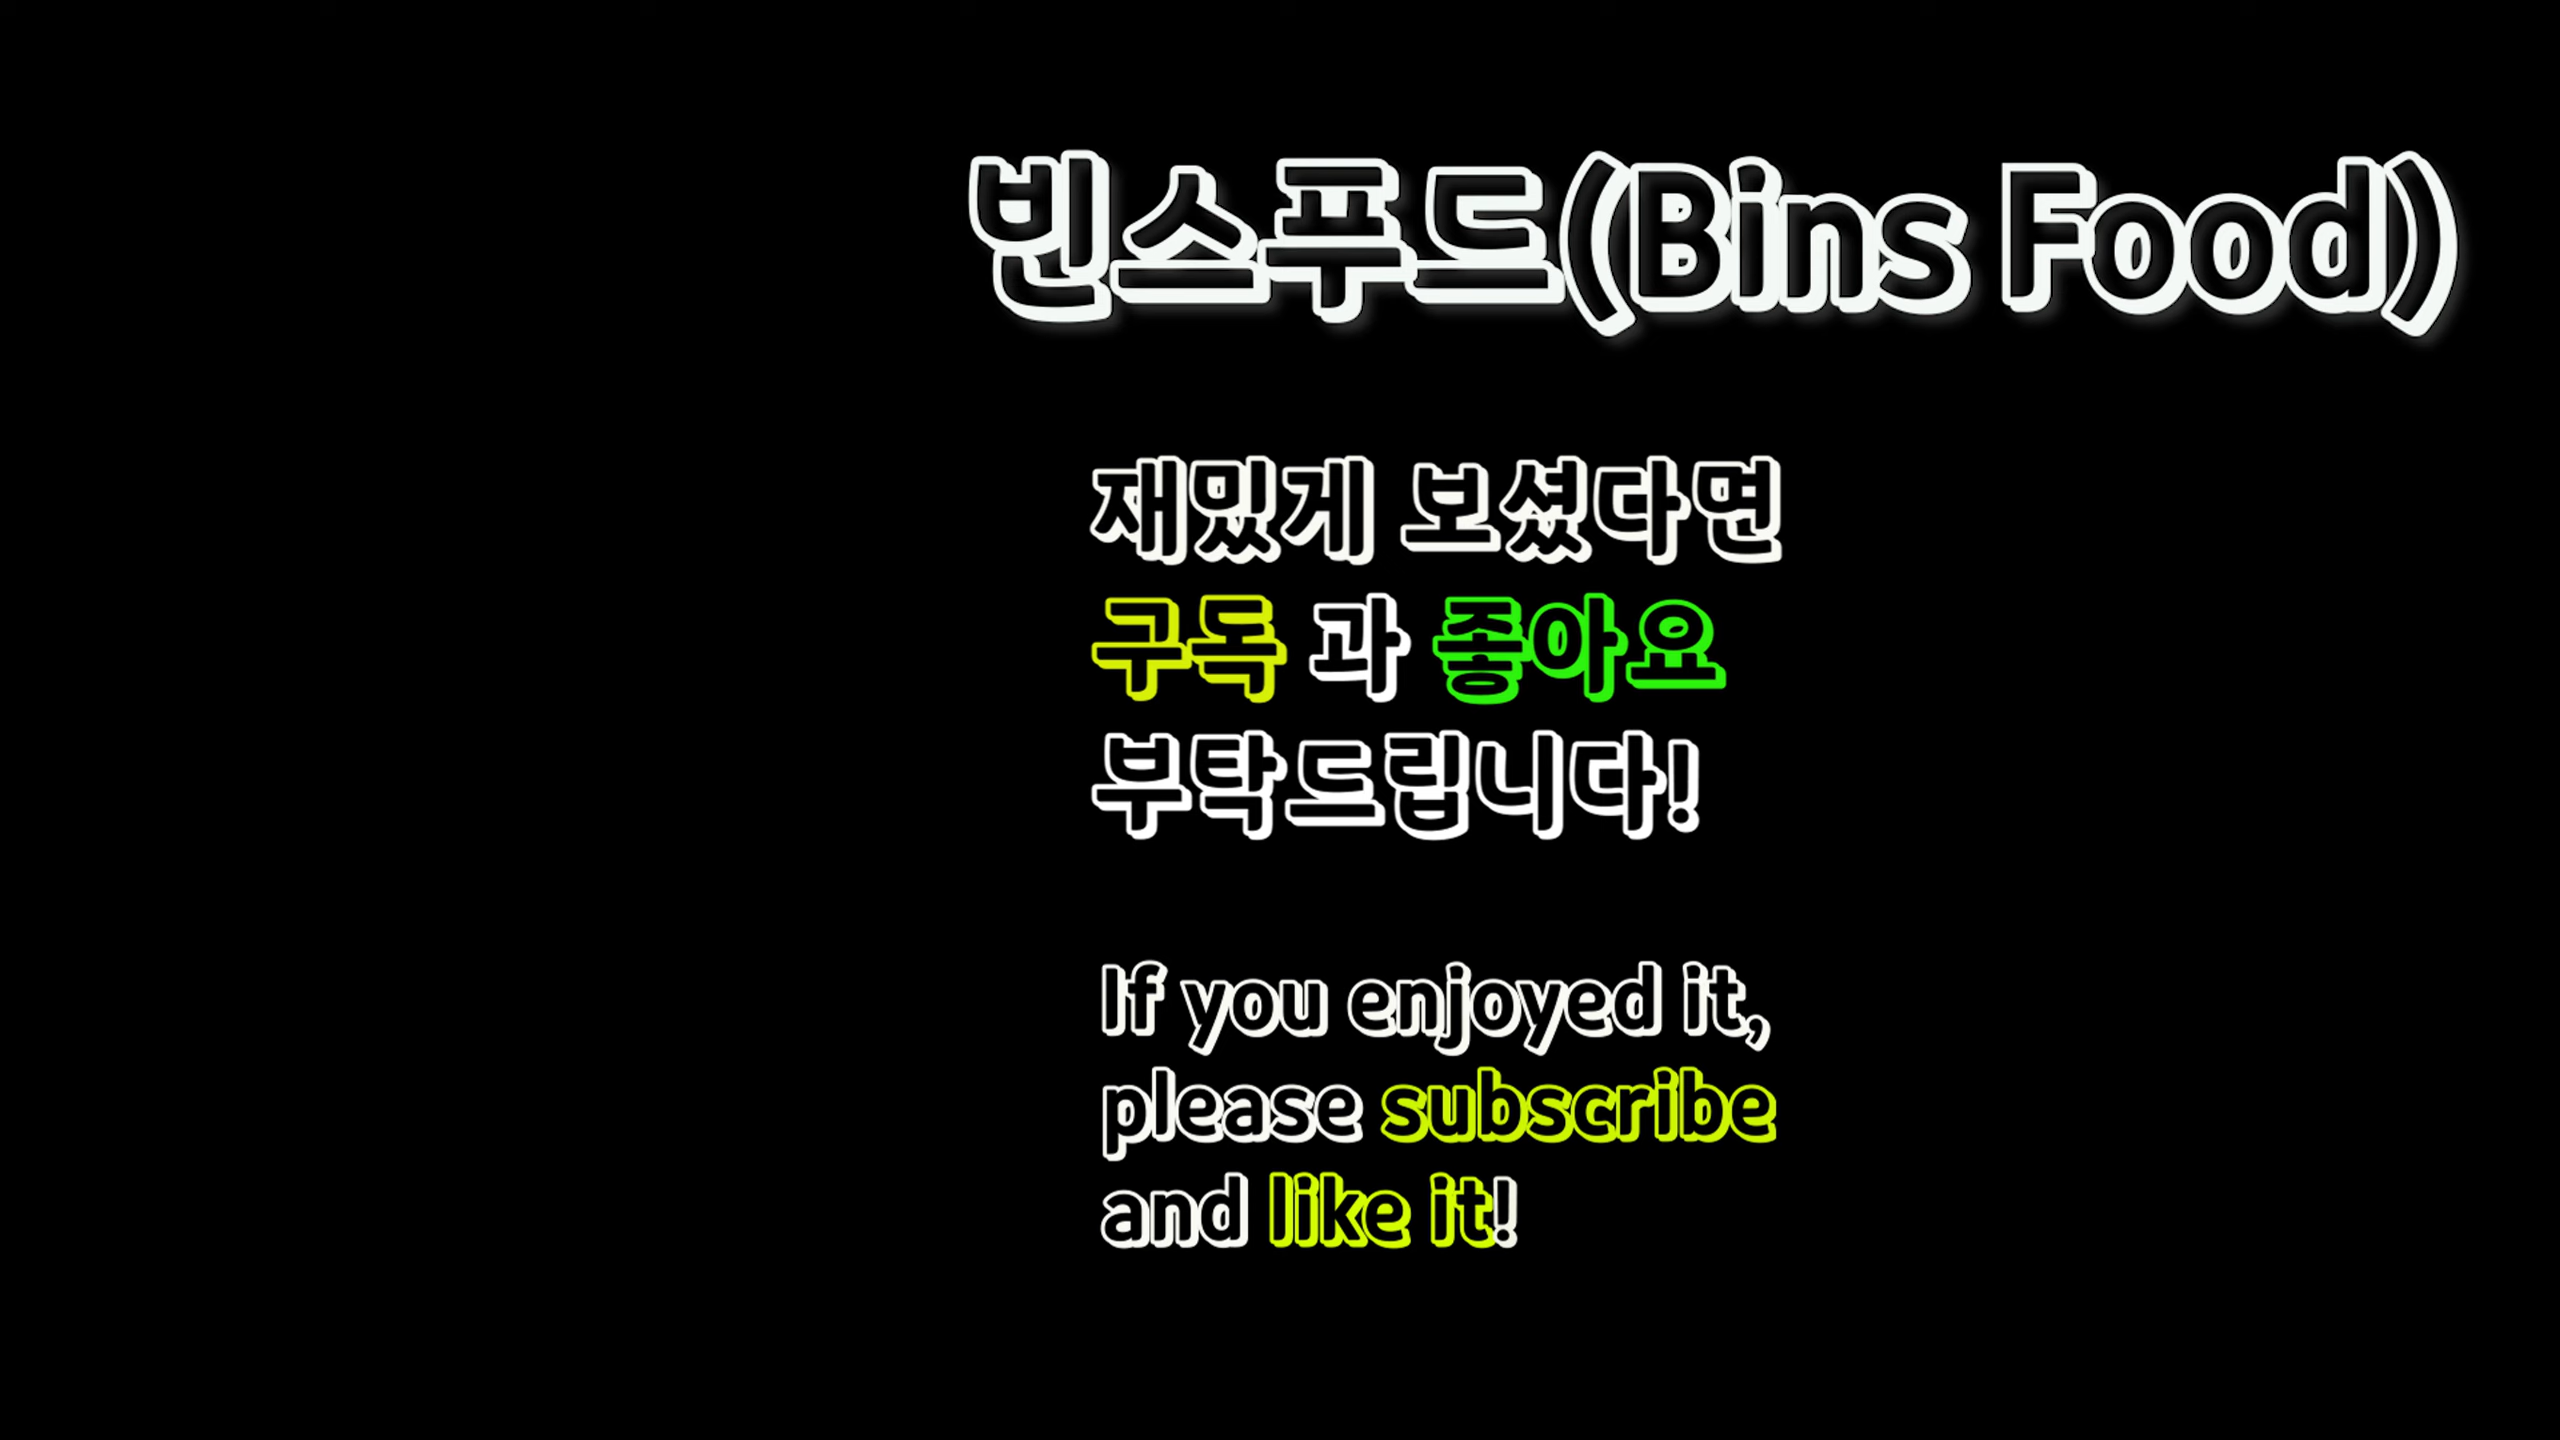 빈스푸드(Bins Food)
재밌게 보셨다면
구독 과 좋아요
부탁드립니다!
If you enjoyed it,
please subscribe
and like it!